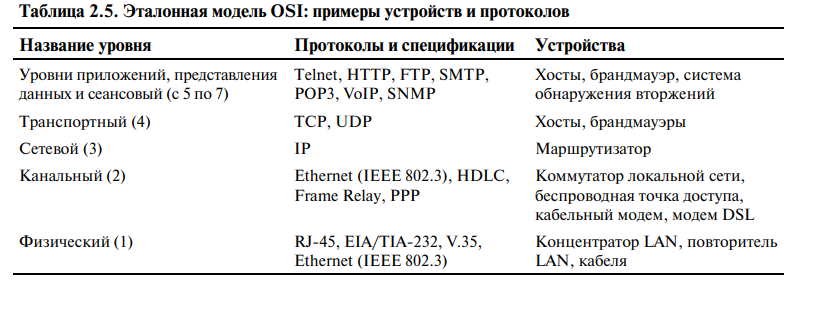 Таблица 2.5. Эталонная модель OSI: примеры устройств и протоколов
Название уровня Протоколы и спецификации Устройства
Уровни приложений, представления Telnet, HTTP, FTP, SMTP, Хосты, брандмауэр, система
данных и сеансовый (с 5 по 7) POP3, VoIP, SNMP обнаружения вторжений
Транспортный (4) TCP, UDP Хосты, брандмауэры
Сетевой (3) IP Маршрутизатор
Канальный (2) Ethernet (IEEE 802.3), HDLC, Коммутатор локальной сети,
Frame Relay, PPP беспроводная точка доступа,
кабельный модем, модем DSL
Физический (1) RJ-45, EIA/TIA-232, V.35, Концентратор LAN, повторитель
Ethernet (IEEE 802.3) LAN, кабеля